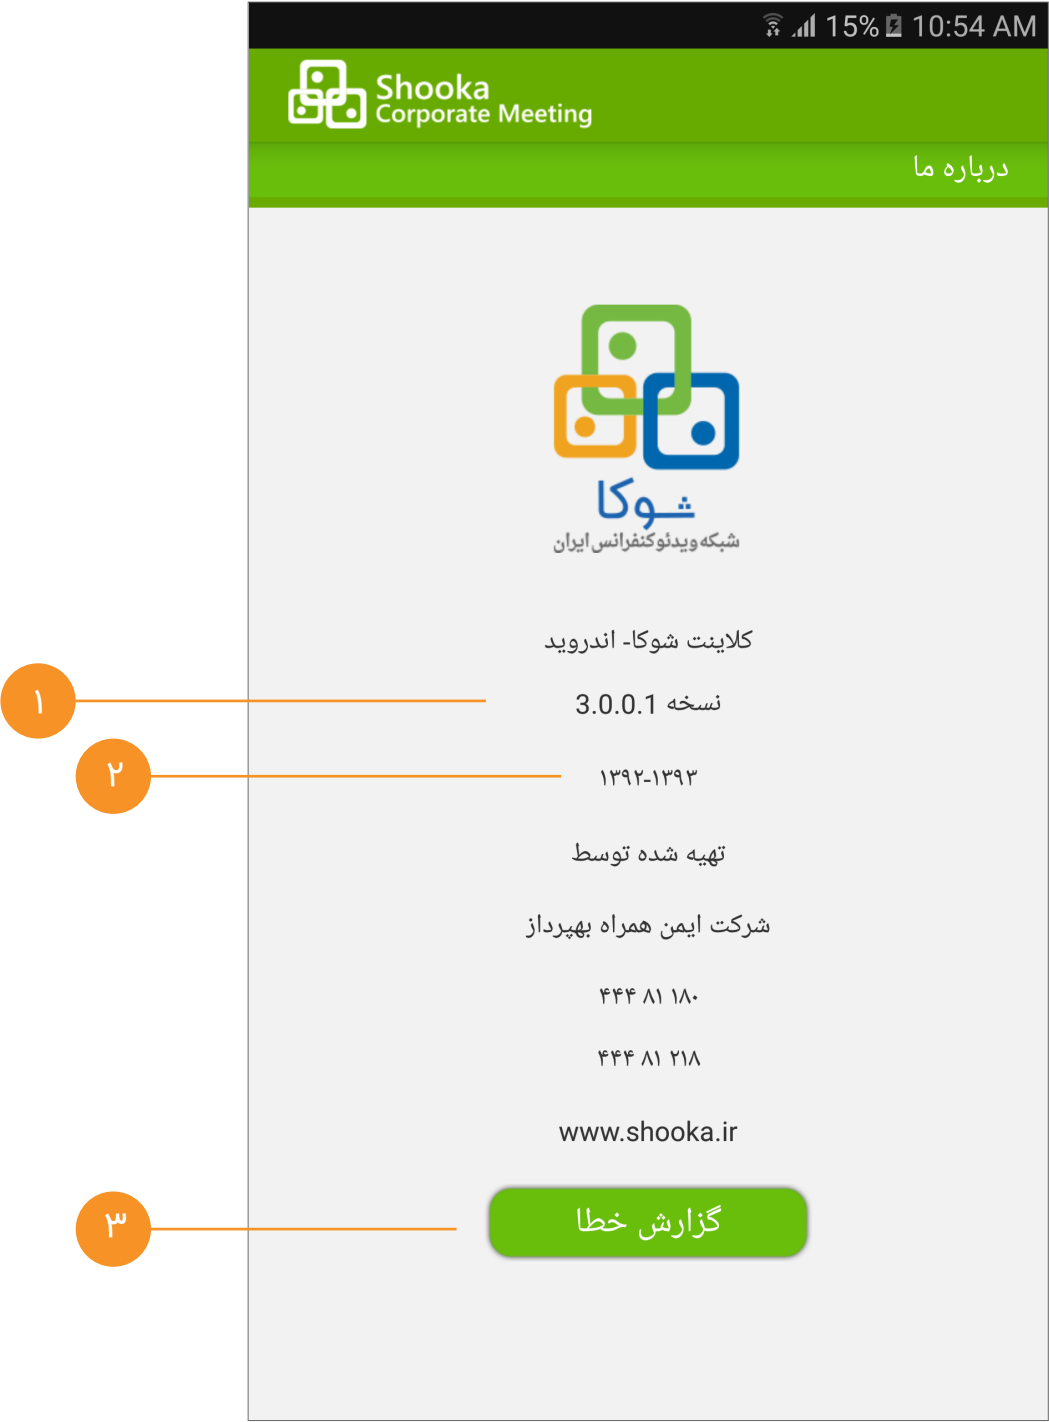 15% 10:54 AM
Shooka
Corporate Meeting
درباره ما
شوکا
شبکه ویدئو کنفرانس ایران
کلاینت شوکا- اندروید
۱
نسخه 3.0.0.1
۲
۱۳۹۲-۱۳۹۳
تهیه شده توسط
شرکت ایمن همراه بهپرداز
۴۴۴ ۸۱ ۱۸۰
۴۴۴ ۸۱ ۲۱۸
www.shooka.ir
۳
گزارش خطا